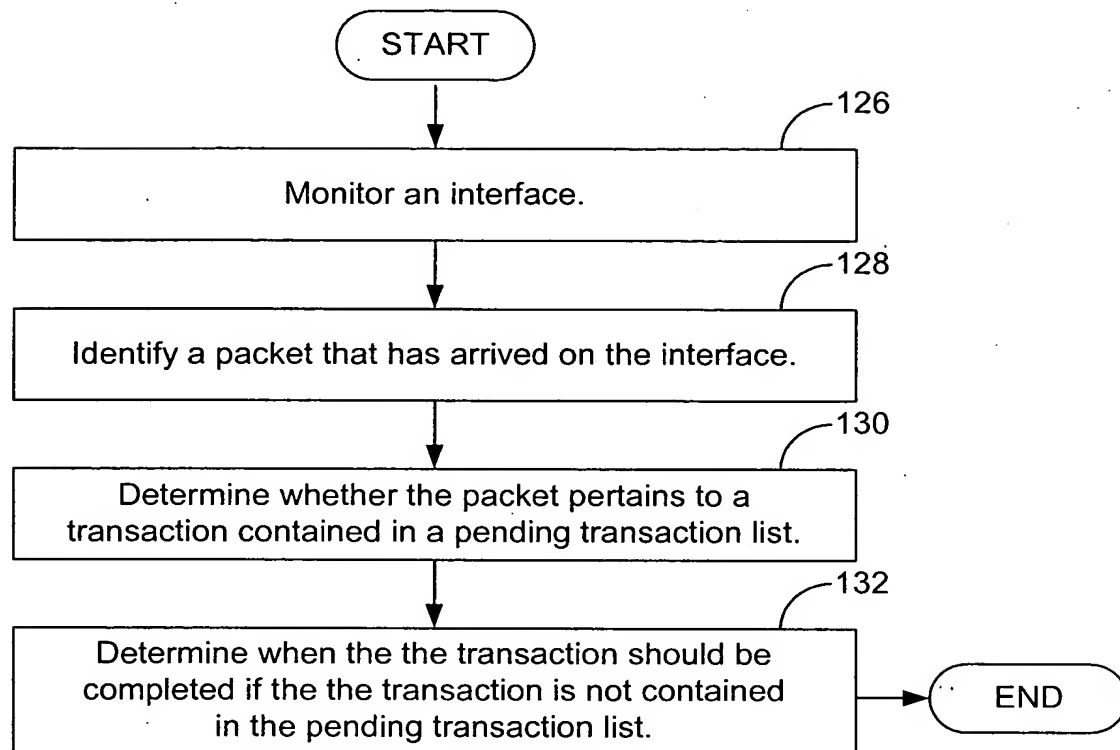 START
126
Monitor an interface.
128
Identify a packet that has arrived on the interface.
130
Determine whether the packet pertains to a
transaction contained in a pending transaction list.
132
Determine when the the transaction should be
completed if the the transaction is not contained
in the pending transaction list.
END